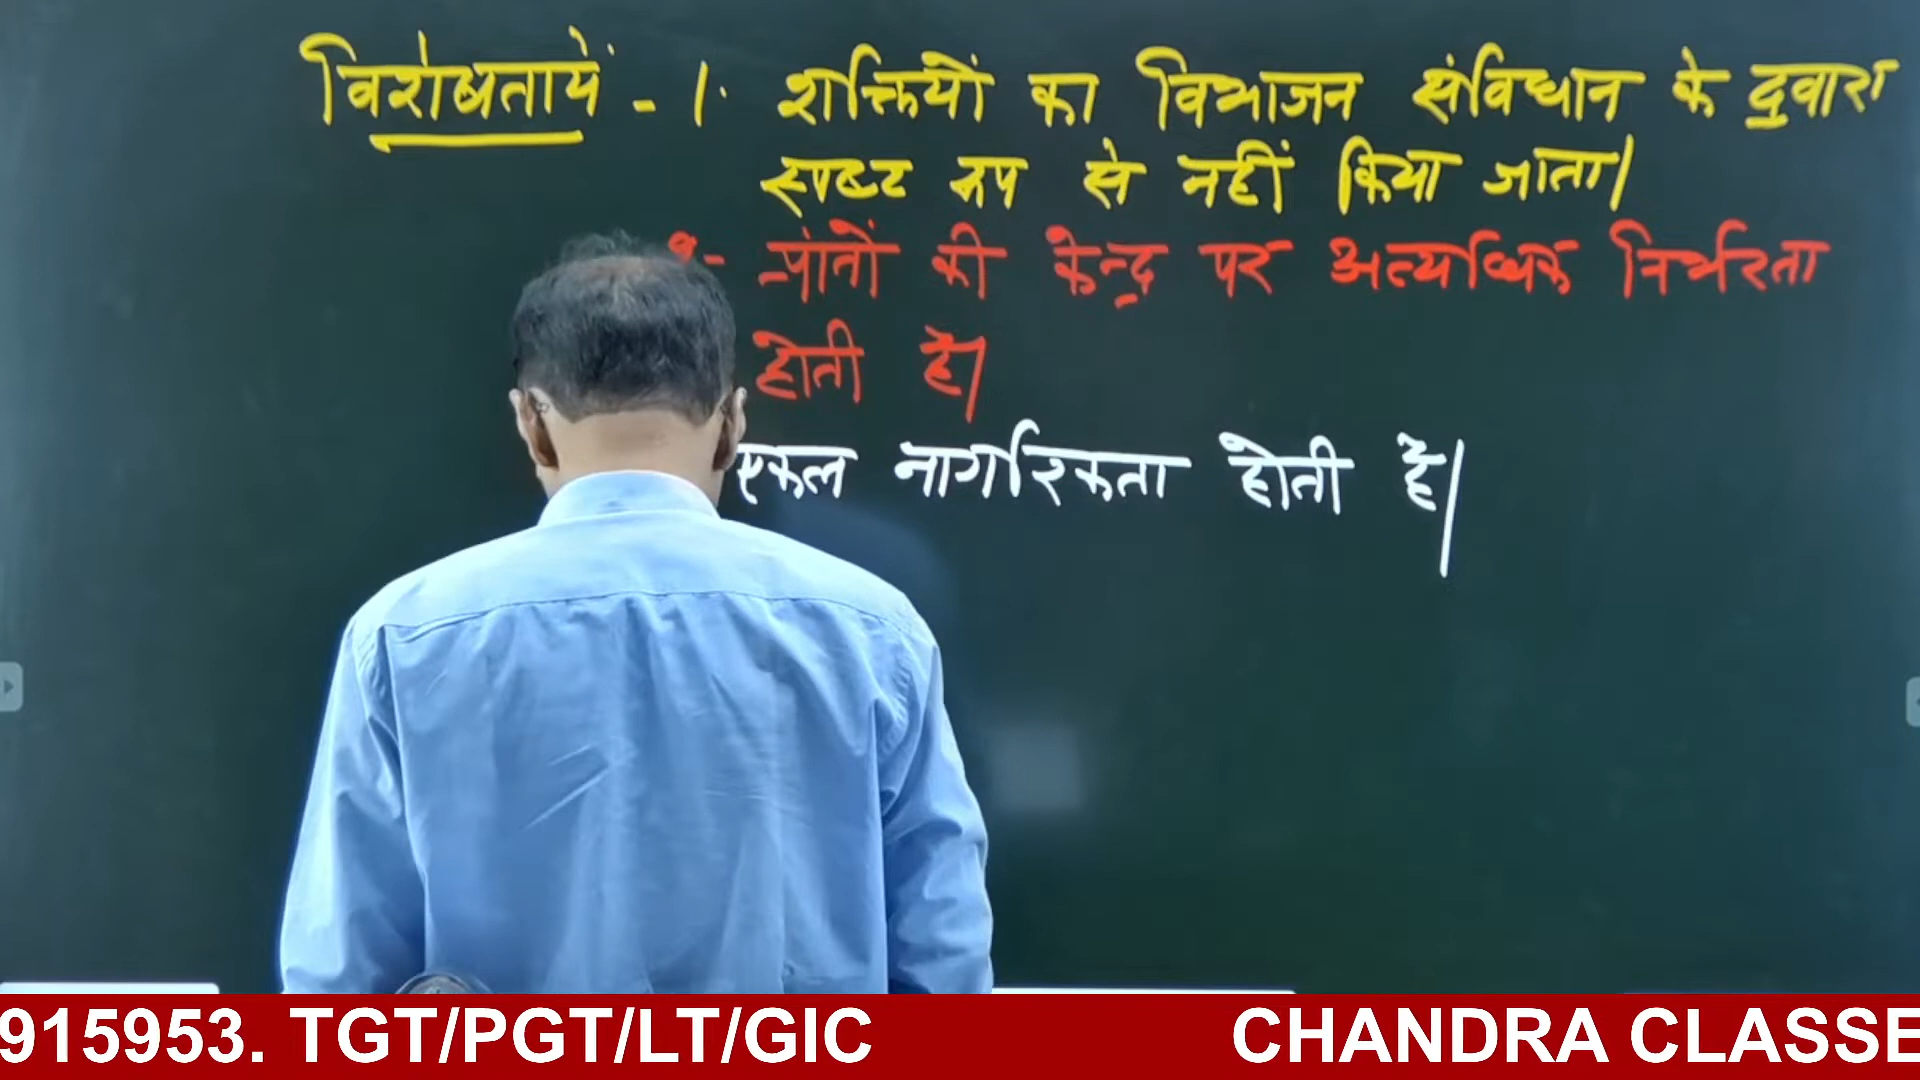 विशेषतायें - 1. शक्तियों का विभाजन संविधान के द्वारा
स्पष्ट रूप से नहीं किया जाता।
२- प्रांतों की केन्द्र पर अत्यधिक निर्भरता
होती है।
एकल नागरिकता होती है।
915953. TGT/PGT/LT/GIC
CHANDRA CLASSE